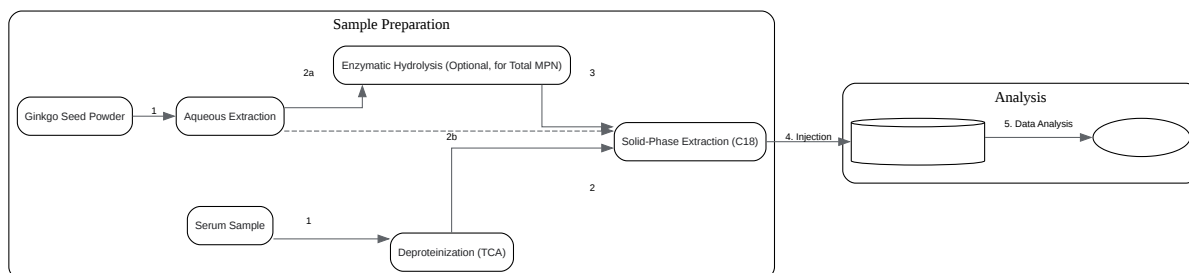 Sample Preparation
Enzymatic Hydrolysis (Optional, for Total MPN)
2a
3
Ginkgo Seed Powder
1
Aqueous Extraction
2b
Solid-Phase Extraction (C18)
4. Injection
Analysis
5. Data Analysis
2
Serum Sample
1
Deproteinization (TCA)